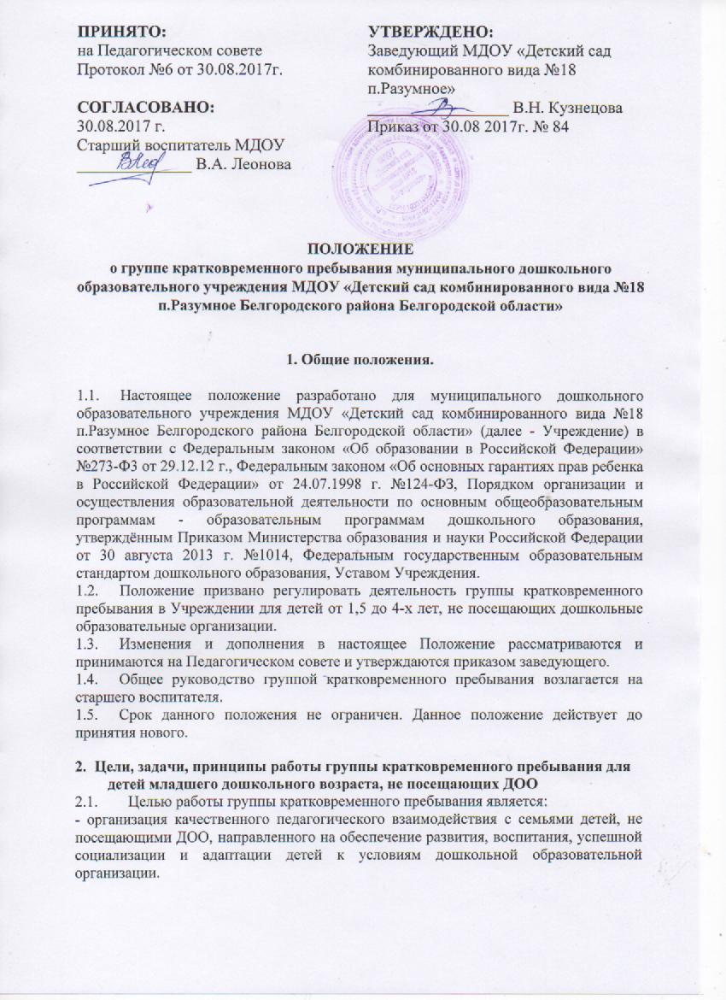 ПРИНЯТО:
на Педагогическом совете
Протокол №6 от 30.08.2017г.
СОГЛАСОВАНО:
30.08.2017 г.
Старший воспитатель МДОУ
______________ В.А. Леонова
УТВЕРЖДЕНО:
Заведующий МДОУ «Детский сад
комбинированного вида №18
п.Разумное»
_________________ В.Н. Кузнецова
Приказ от 30.08 2017г. № 84
ПОЛОЖЕНИЕ
о группе кратковременного пребывания муниципального дошкольного
образовательного учреждения МДОУ «Детский сад комбинированного вида №18
п.Разумное Белгородского района Белгородской области»
1. Общие положения.
1.1. Настоящее положение разработано для муниципального дошкольного
образовательного учреждения МДОУ «Детский сад комбинированного вида №18
п.Разумное Белгородского района Белгородской области» (далее - Учреждение) в
соответствии с Федеральным законом «Об образовании в Российской Федерации»
№273-ФЗ от 29.12.12 г., Федеральным законом «Об основных гарантиях прав ребенка
в Российской Федерации» от 24.07.1998 г. №124-ФЗ, Порядком организации и
осуществления образовательной деятельности по основным общеобразовательным
программам - образовательным программам дошкольного образования,
утверждённым Приказом Министерства образования и науки Российской Федерации
от 30 августа 2013 г. №1014, Федеральным государственным образовательным
стандартом дошкольного образования, Уставом Учреждения.
1.2. Положение призвано регулировать деятельность группы кратковременного
пребывания в Учреждении для детей от 1,5 до 4-х лет, не посещающих дошкольные
образовательные организации.
1.3. Изменения и дополнения в настоящее Положение рассматриваются и
принимаются на Педагогическом совете и утверждаются приказом заведующего.
1.4. Общее руководство группой кратковременного пребывания возлагается на
старшего воспитателя.
1.5. Срок данного положения не ограничен. Данное положение действует до
принятия нового.
2. Цели, задачи, принципы работы группы кратковременного пребывания для
детей младшего дошкольного возраста, не посещающих ДОО
2.1. Целью работы группы кратковременного пребывания является:
- организация качественного педагогического взаимодействия с семьями детей, не
посещающими ДОО, направленного на обеспечение развития, воспитания, успешной
социализации и адаптации детей к условиям дошкольной образовательной
организации.